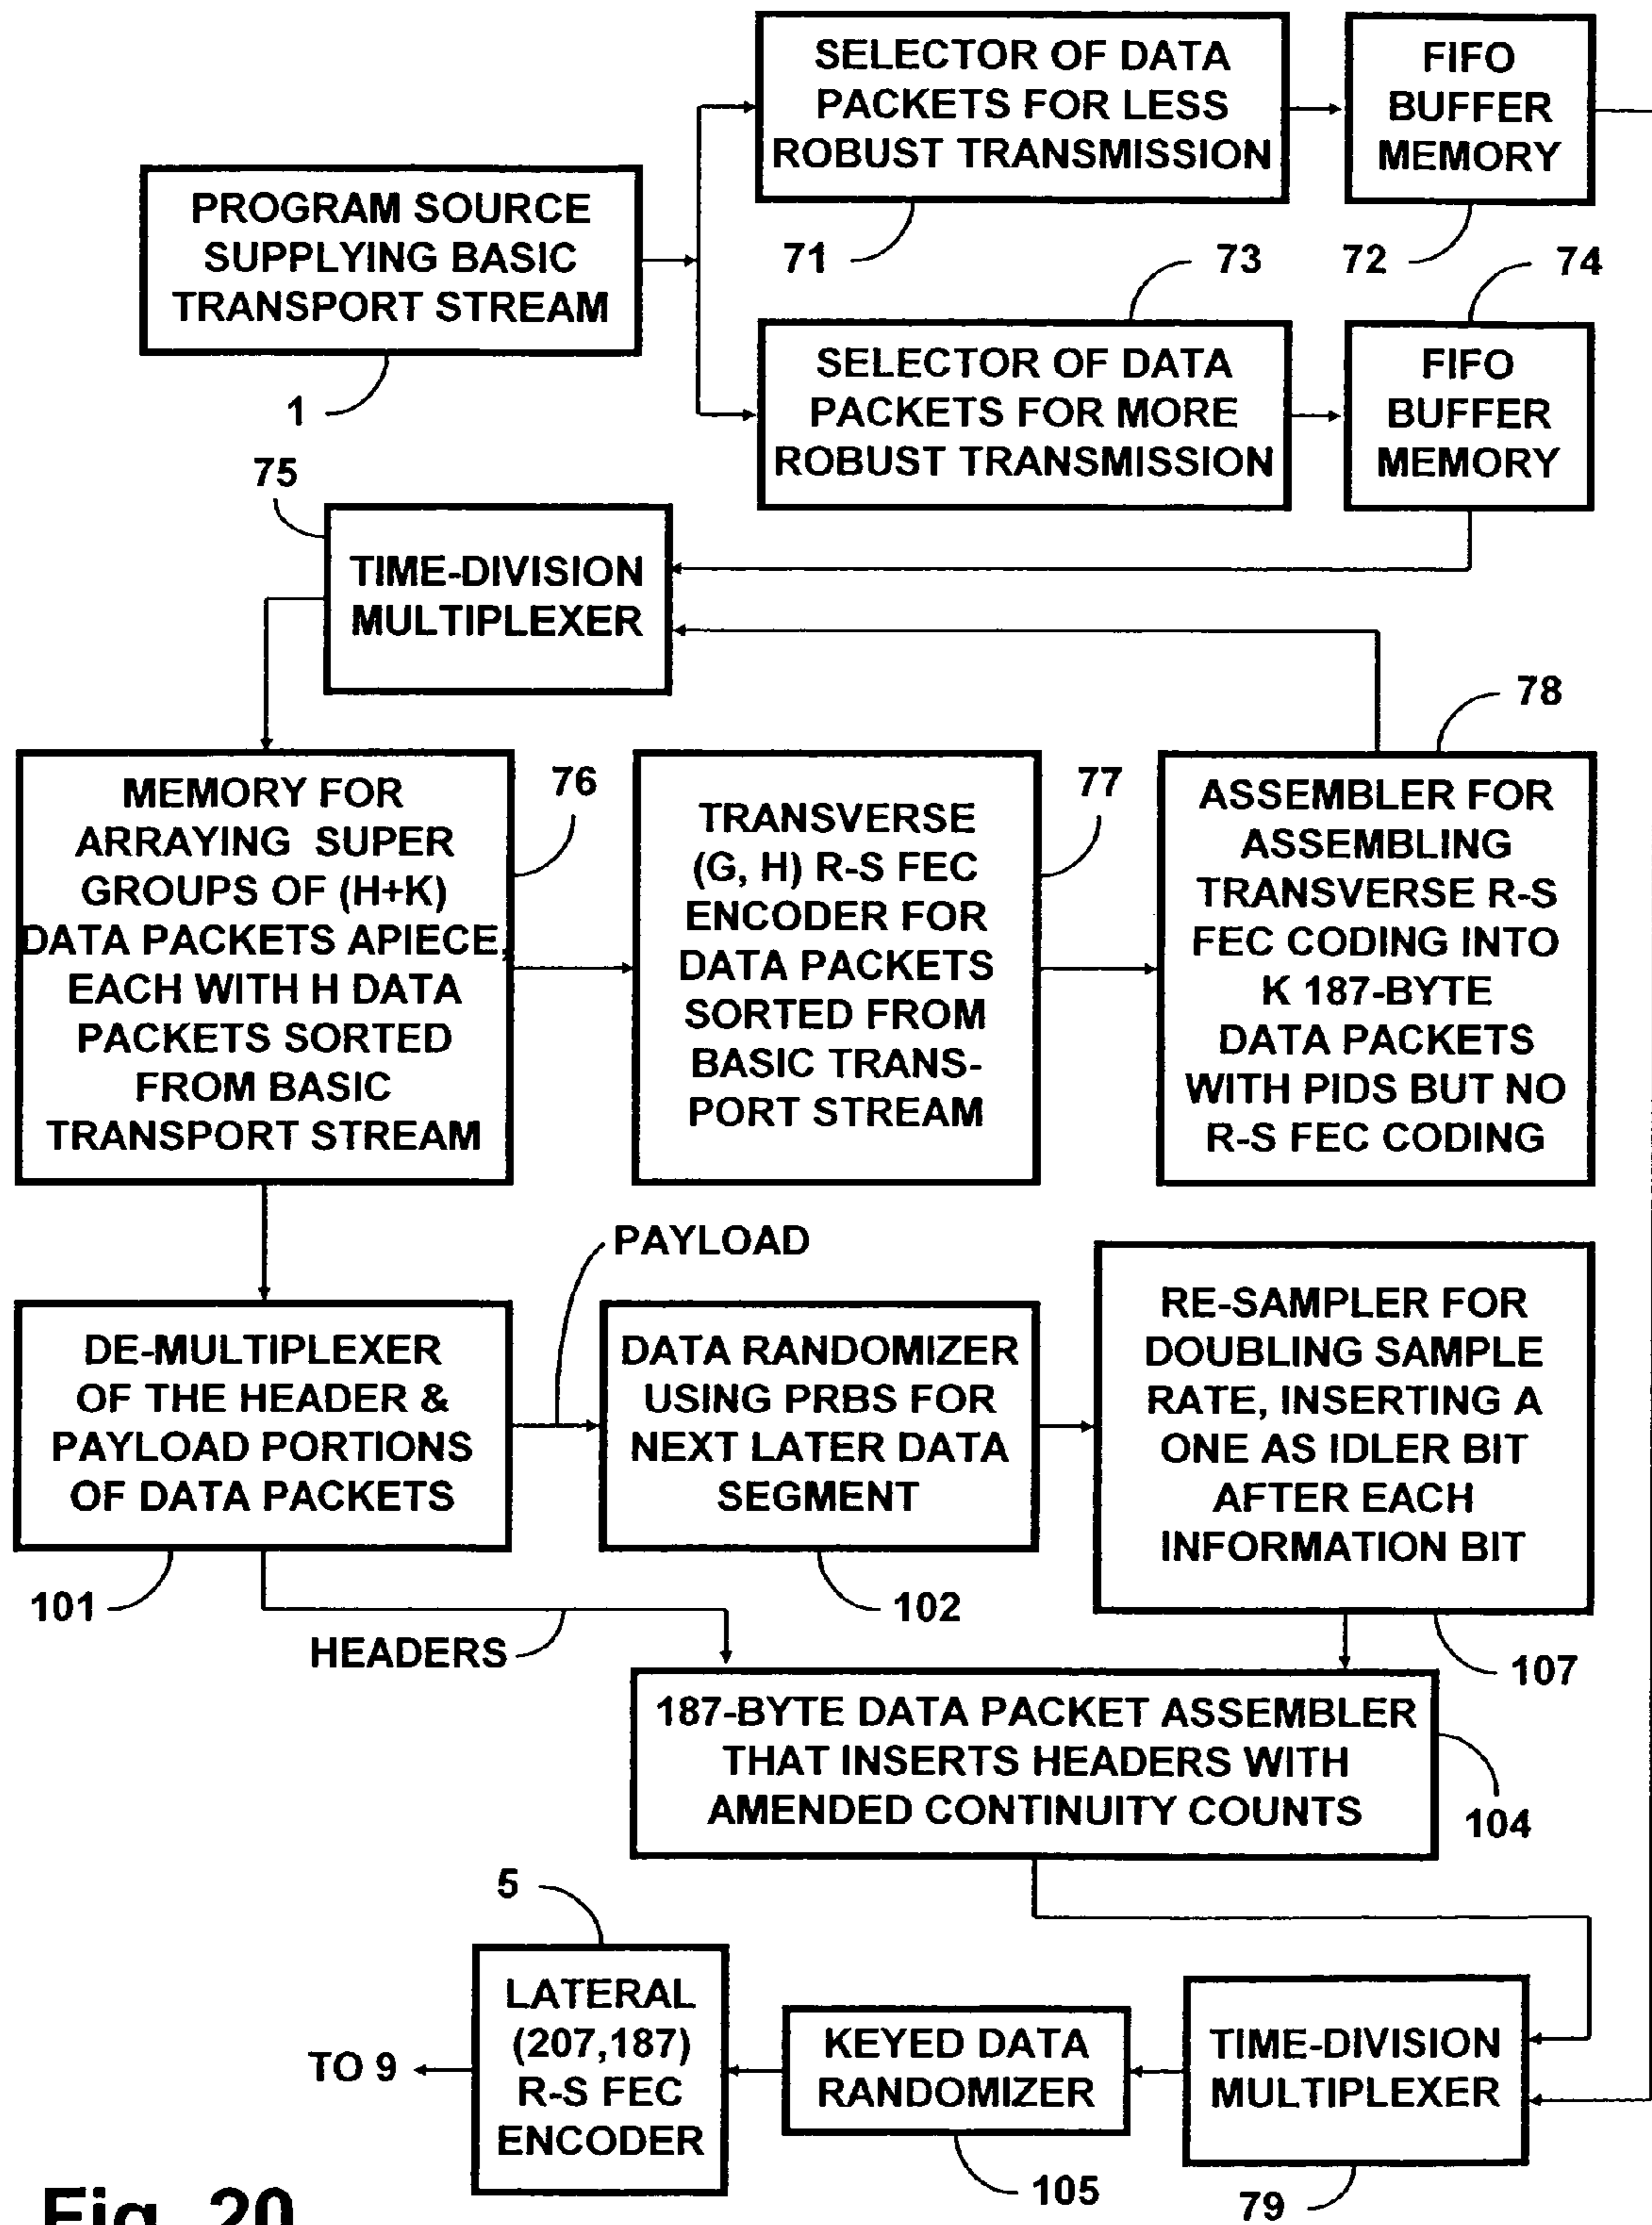 SELECTOR OF DATA
PACKETS FOR LESS
ROBUST TRANSMISSION
FIFO
BUFFER
MEMORY
PROGRAM SOURCE
SUPPLYING BASIC
TRANSPORT STREAM
71
73
72
74
SELECTOR OF DATA
PACKETS FOR MORE
ROBUST TRANSMISSION
FIFO
BUFFER
MEMORY
1
75
TIME-DIVISION
MULTIPLEXER
78
MEMORY FOR
ARRAYING SUPER
GROUPS OF (H+K)
DATA PACKETS APIECE,
EACH WITH H DATA
PACKETS SORTED
FROM BASIC
TRANSPORT STREAM
76
TRANSVERSE
(G, H) R-S FEC
ENCODER FOR
DATA PACKETS
SORTED FROM
BASIC TRANS-
PORT STREAM
77
ASSEMBLER FOR
ASSEMBLING
TRANSVERSE R-S
FEC CODING INTO
K 187-BYTE
DATA PACKETS
WITH PIDS BUT NO
R-S FEC CODING
PAYLOAD
DE-MULTIPLEXER
OF THE HEADER &
PAYLOAD PORTIONS
OF DATA PACKETS
DATA RANDOMIZER
USING PRBS FOR
NEXT LATER DATA
SEGMENT
RE-SAMPLER FOR
DOUBLING SAMPLE
RATE, INSERTING A
ONE AS IDLER BIT
AFTER EACH
INFORMATION BIT
101
102
HEADERS
107
187-BYTE DATA PACKET ASSEMBLER
THAT INSERTS HEADERS WITH
AMENDED CONTINUITY COUNTS
104
5
TO 9
LATERAL
(207,187)
R-S FEC
ENCODER
KEYED DATA
RANDOMIZER
TIME-DIVISION
MULTIPLEXER
105
79
Fig. 20